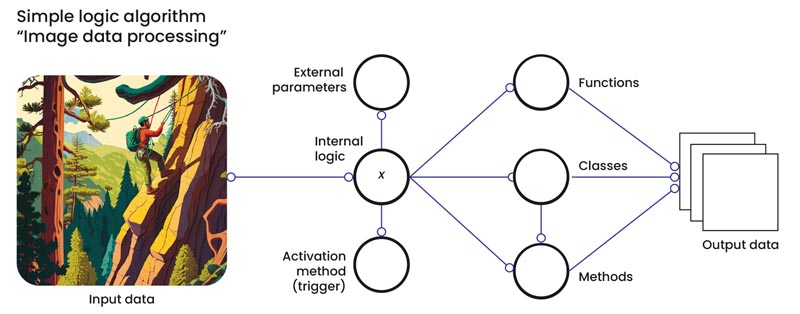 Simple logic algorithm
“Image data processing”
External
parameters
Functions
Internal
logic
x
Classes
Activation
method
(trigger)
Methods
Output data
Input data